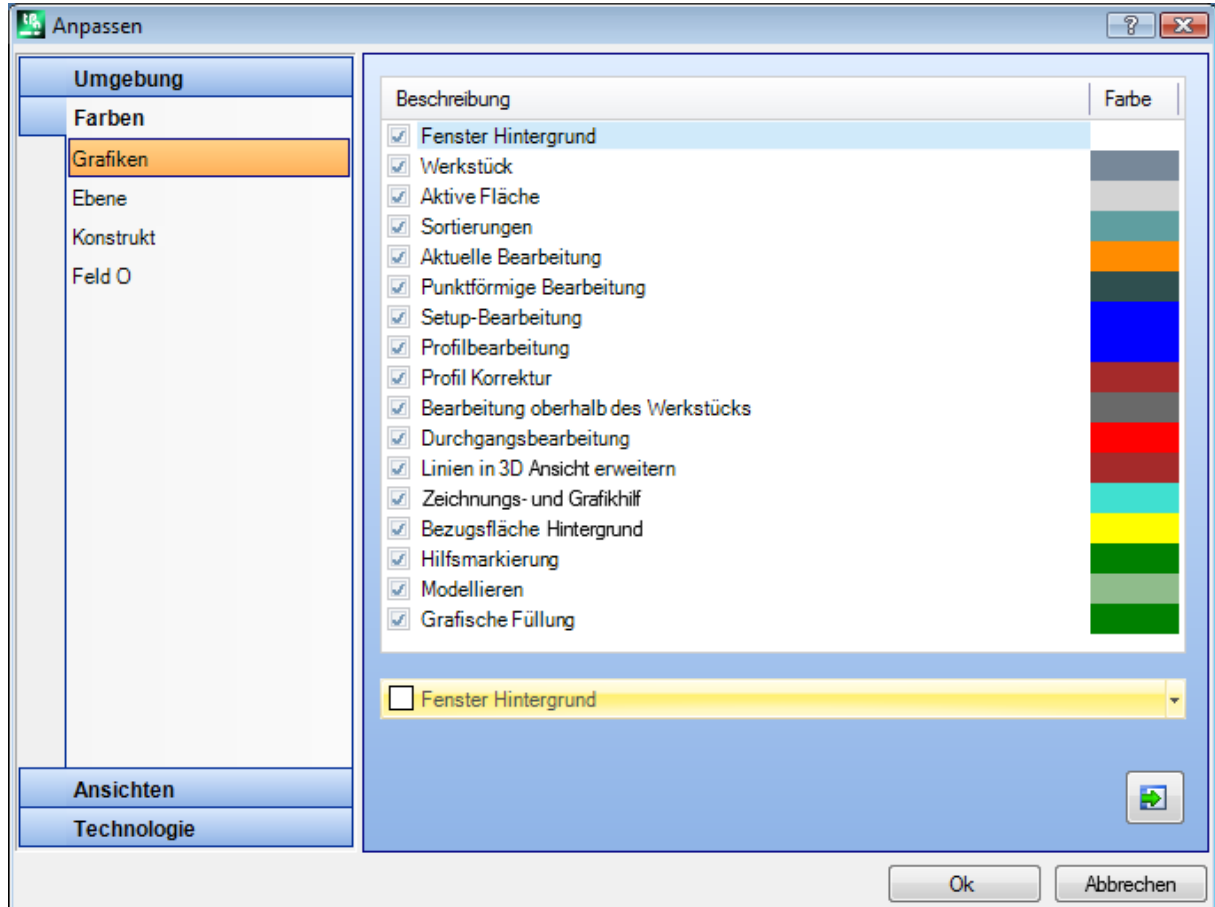 Anpassen
Umgebung
Farben
Grafiken
Ebene
Konstrukt
Feld O
Ansichten
Technologie
Beschreibung Farbe
Fenster Hintergrund
Werkstück
Aktive Fläche
Sortierungen
Aktuelle Bearbeitung
Punktförmige Bearbeitung
Setup-Bearbeitung
Profilbearbeitung
Profil Korrektur
Bearbeitung oberhalb des Werkstücks
Durchgangsbearbeitung
Linien in 3D Ansicht erweitern
Zeichnungs- und Grafikhilf
Bezugsfläche Hintergrund
Hilfsmarkierung
Modellieren
Grafische Füllung
Fenster Hintergrund
Ok Abbrechen